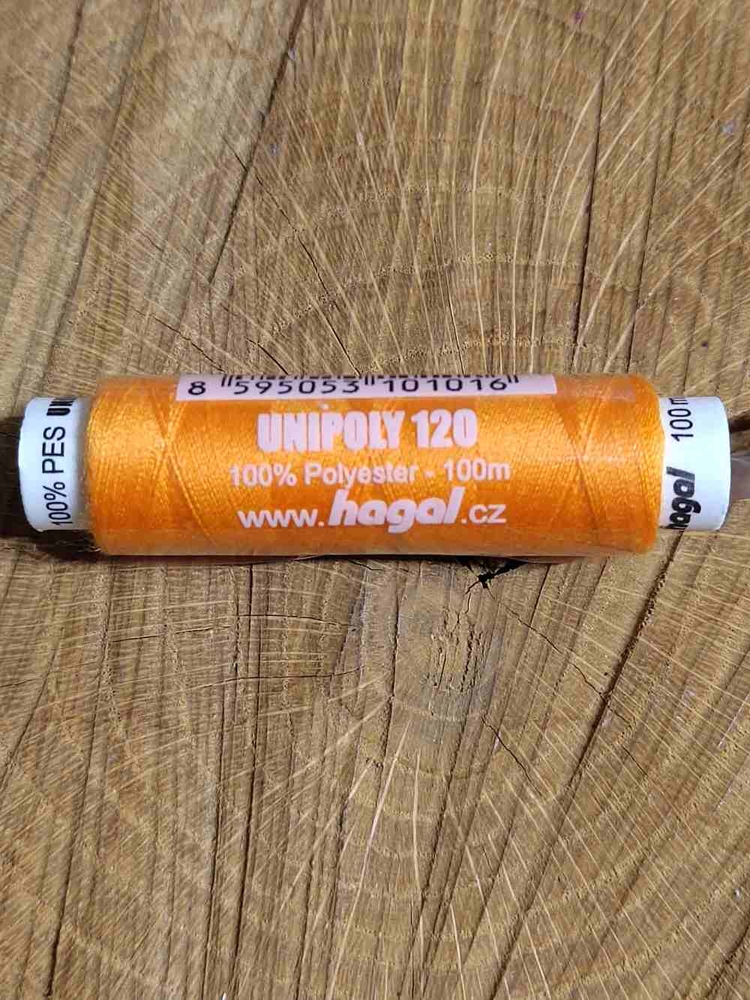 8 595053 101016
UNIPOLY 120
100% Polyester - 100m
www.hagal.cz
100% PES
100
hagal